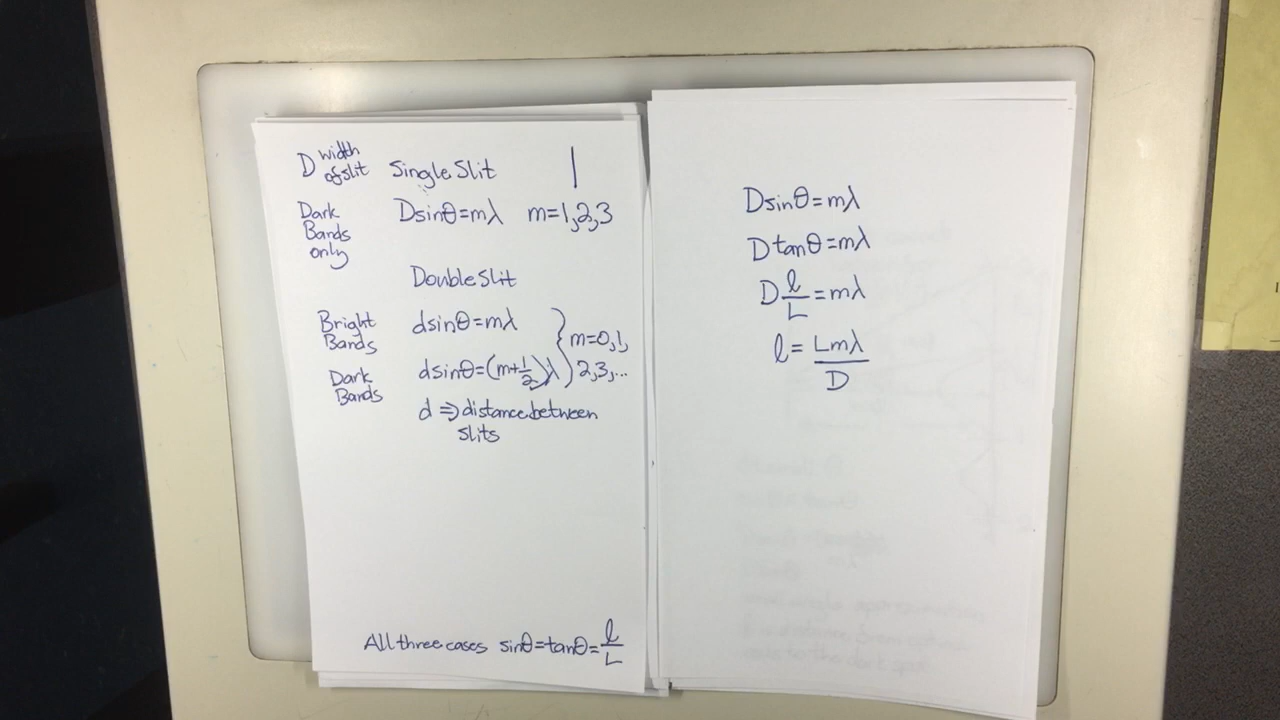 D width of slit Single Slit |
Dark Bands only Dsinθ=mλ m=1,2,3
Double Slit
Bright Bands dsinθ=mλ
} m=0,1, 2,3,...
Dark Bands dsinθ=(m+1/2)λ
d ⇒ distance between
slits
All three cases sinθ=tanθ=l/L
Dsinθ=mλ
Dtanθ=mλ
D l/L =mλ
l= Lmλ/D